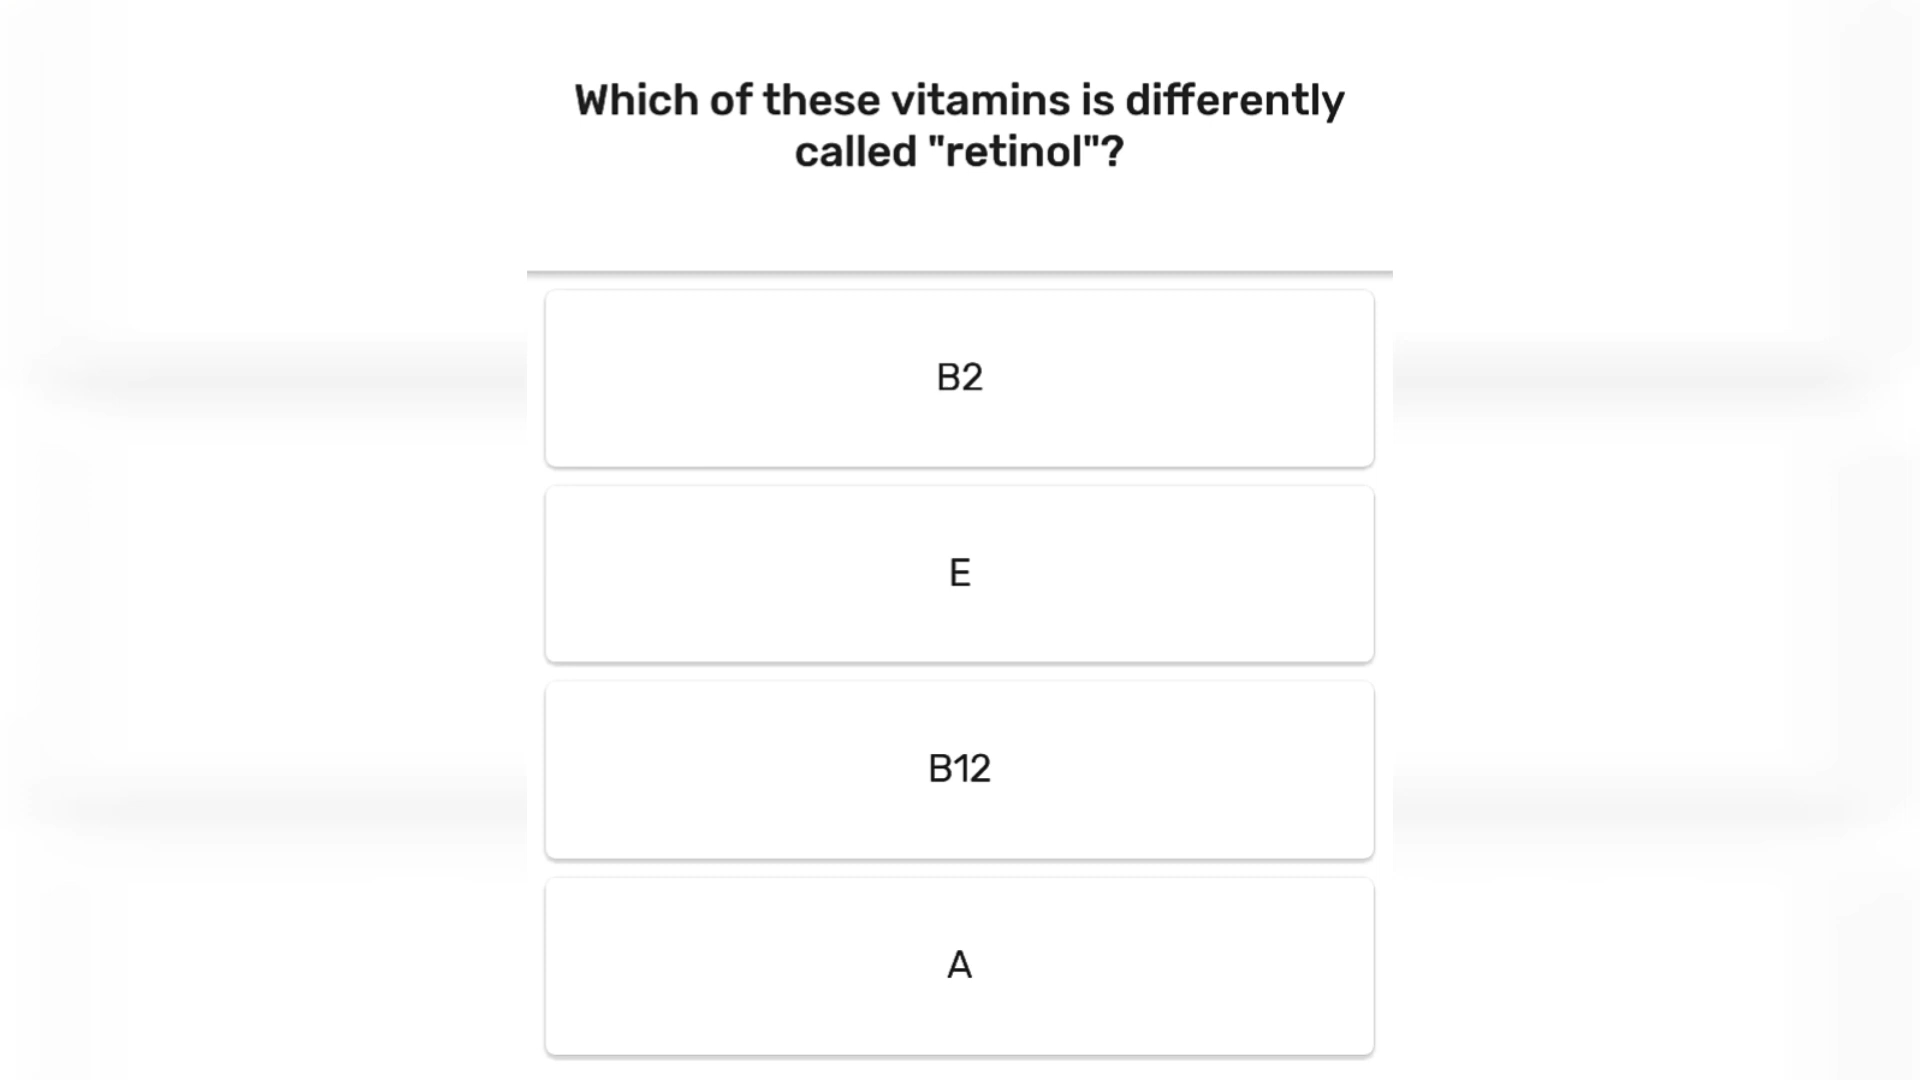 Which of these vitamins is differently
called "retinol"?
B2
E
B12
A